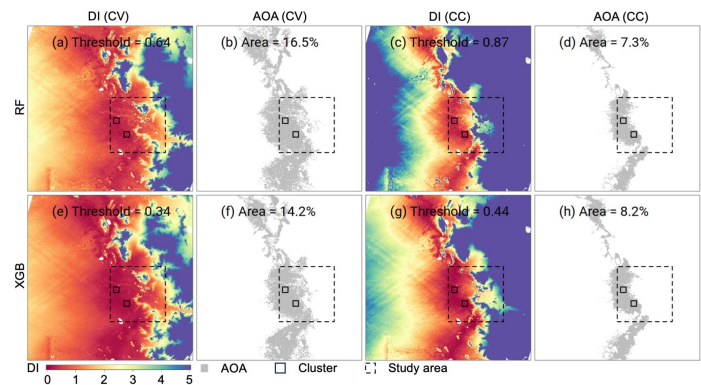 DI (CV) AOA (CV) DI (CC) AOA (CC)
RF
(a) Threshold = 0.64
(b) Area = 16.5%
(c) Threshold = 0.87
(d) Area = 7.3%
XGB
(e) Threshold = 0.34
(f) Area = 14.2%
(g) Threshold = 0.44
(h) Area = 8.2%
DI 0 1 2 3 4 5 AOA Cluster Study area